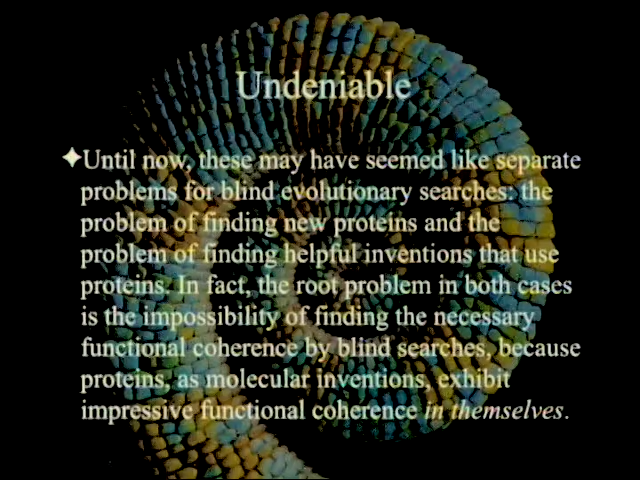 Undeniable
✦Until now, these may have seemed like separate
problems for blind evolutionary searches: the
problem of finding new proteins and the
problem of finding helpful inventions that use
proteins. In fact, the root problem in both cases
is the impossibility of finding the necessary
functional coherence by blind searches, because
proteins, as molecular inventions, exhibit
impressive functional coherence in themselves.